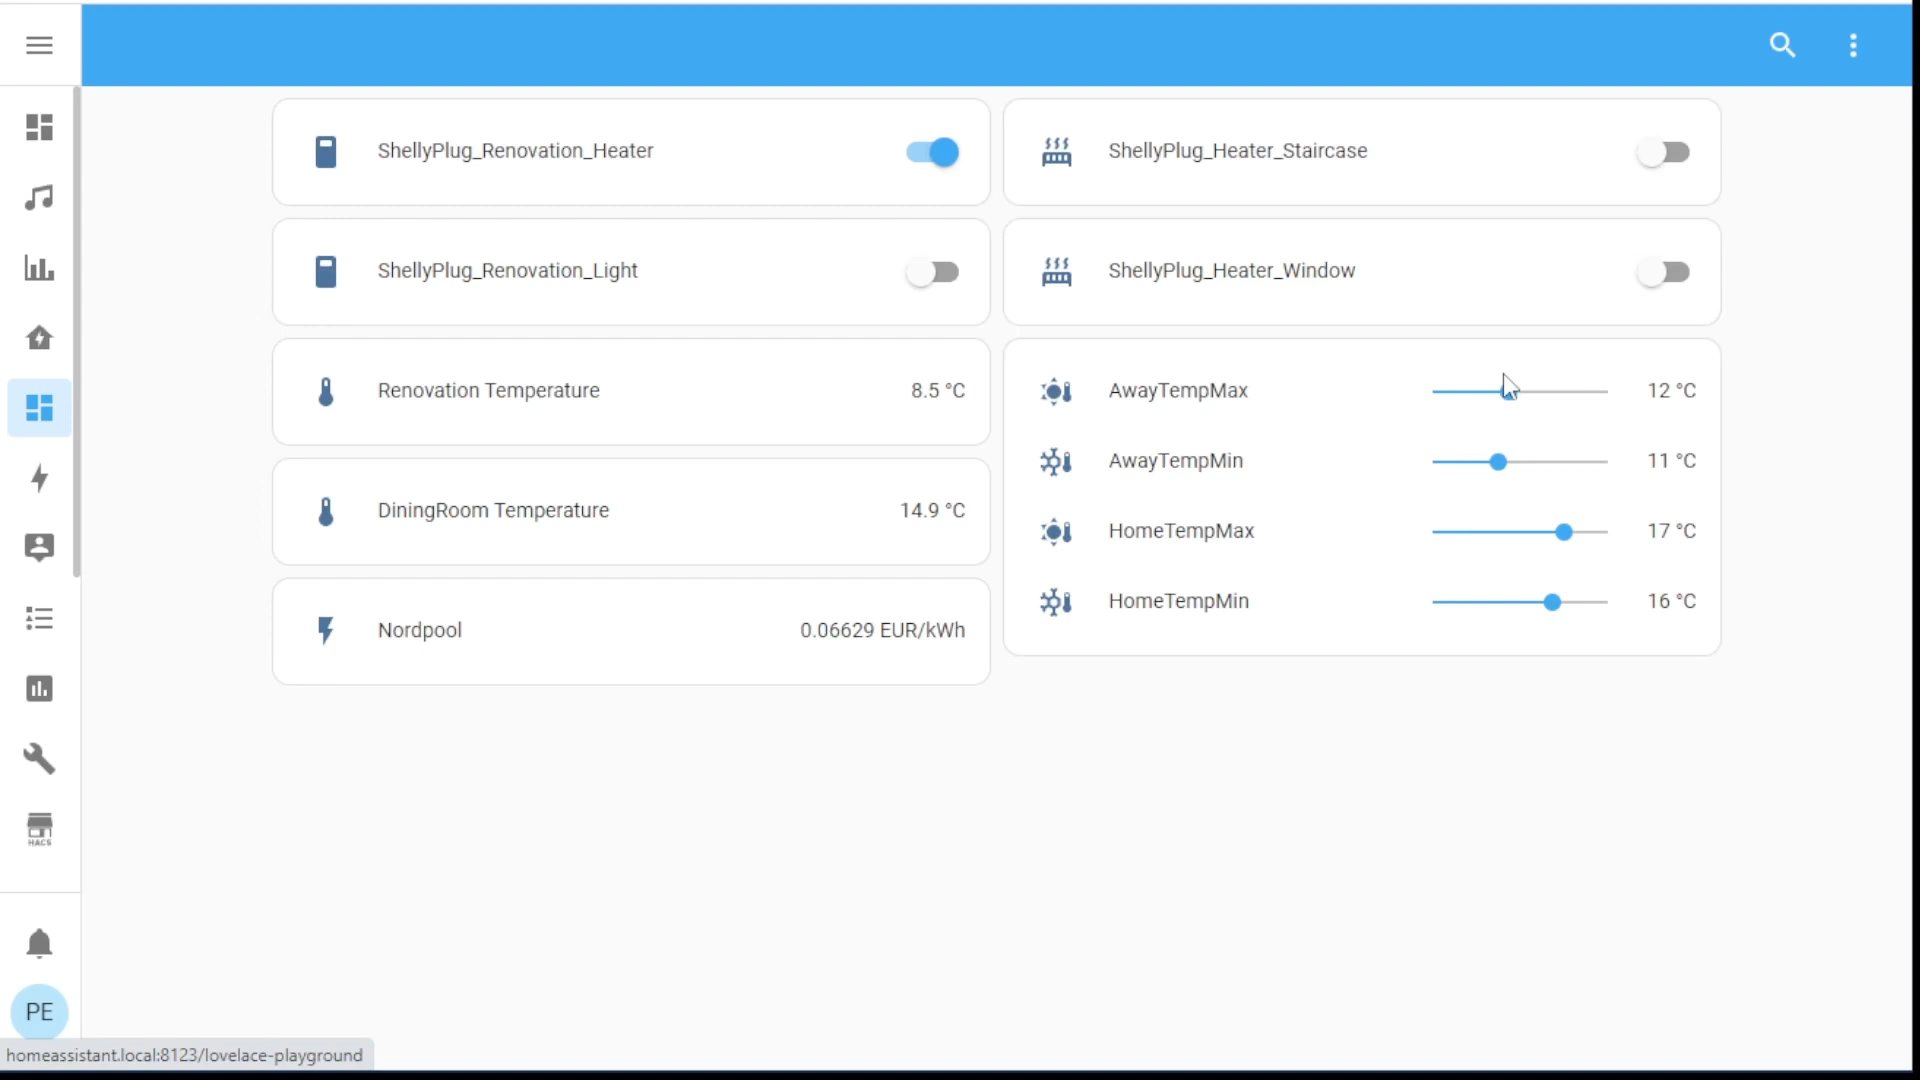 ShellyPlug_Renovation_Heater
ShellyPlug_Renovation_Light
Renovation Temperature 8.5 °C
DiningRoom Temperature 14.9 °C
Nordpool 0.06629 EUR/kWh
ShellyPlug_Heater_Staircase
ShellyPlug_Heater_Window
AwayTempMax 12 °C
AwayTempMin 11 °C
HomeTempMax 17 °C
HomeTempMin 16 °C
HACS
PE
homeassistant.local:8123/lovelace-playground